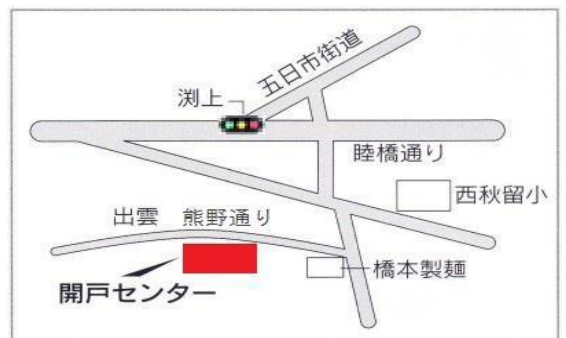 五日市街道
渕上
睦橋通り
西秋留小
出雲 熊野通り
橋本製麺
開戸センター